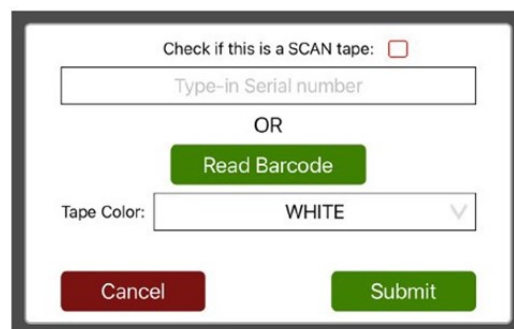 Check if this is a SCAN tape:
Type-in Serial number
OR
Read Barcode
Tape Color: WHITE
Cancel Submit